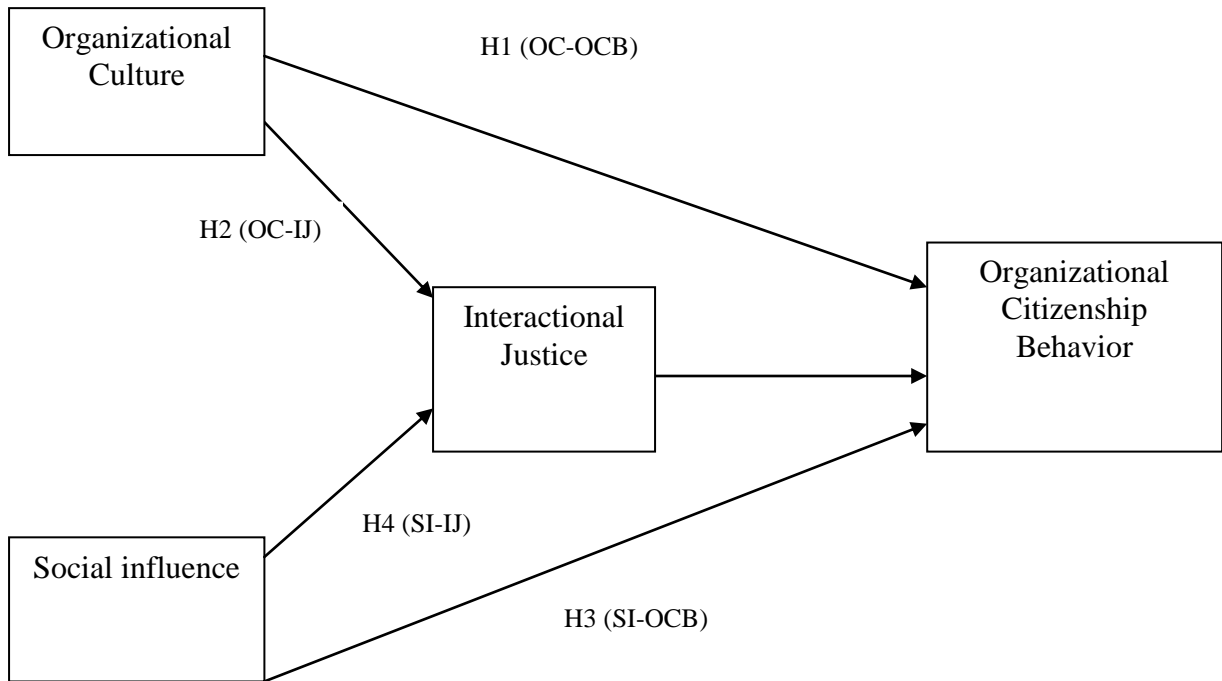 Organizational
Culture
H1 (OC-OCB)
H2 (OC-IJ)
Organizational
Citizenship
Behavior
Interactional
Justice
H4 (SI-IJ)
Social influence
H3 (SI-OCB)